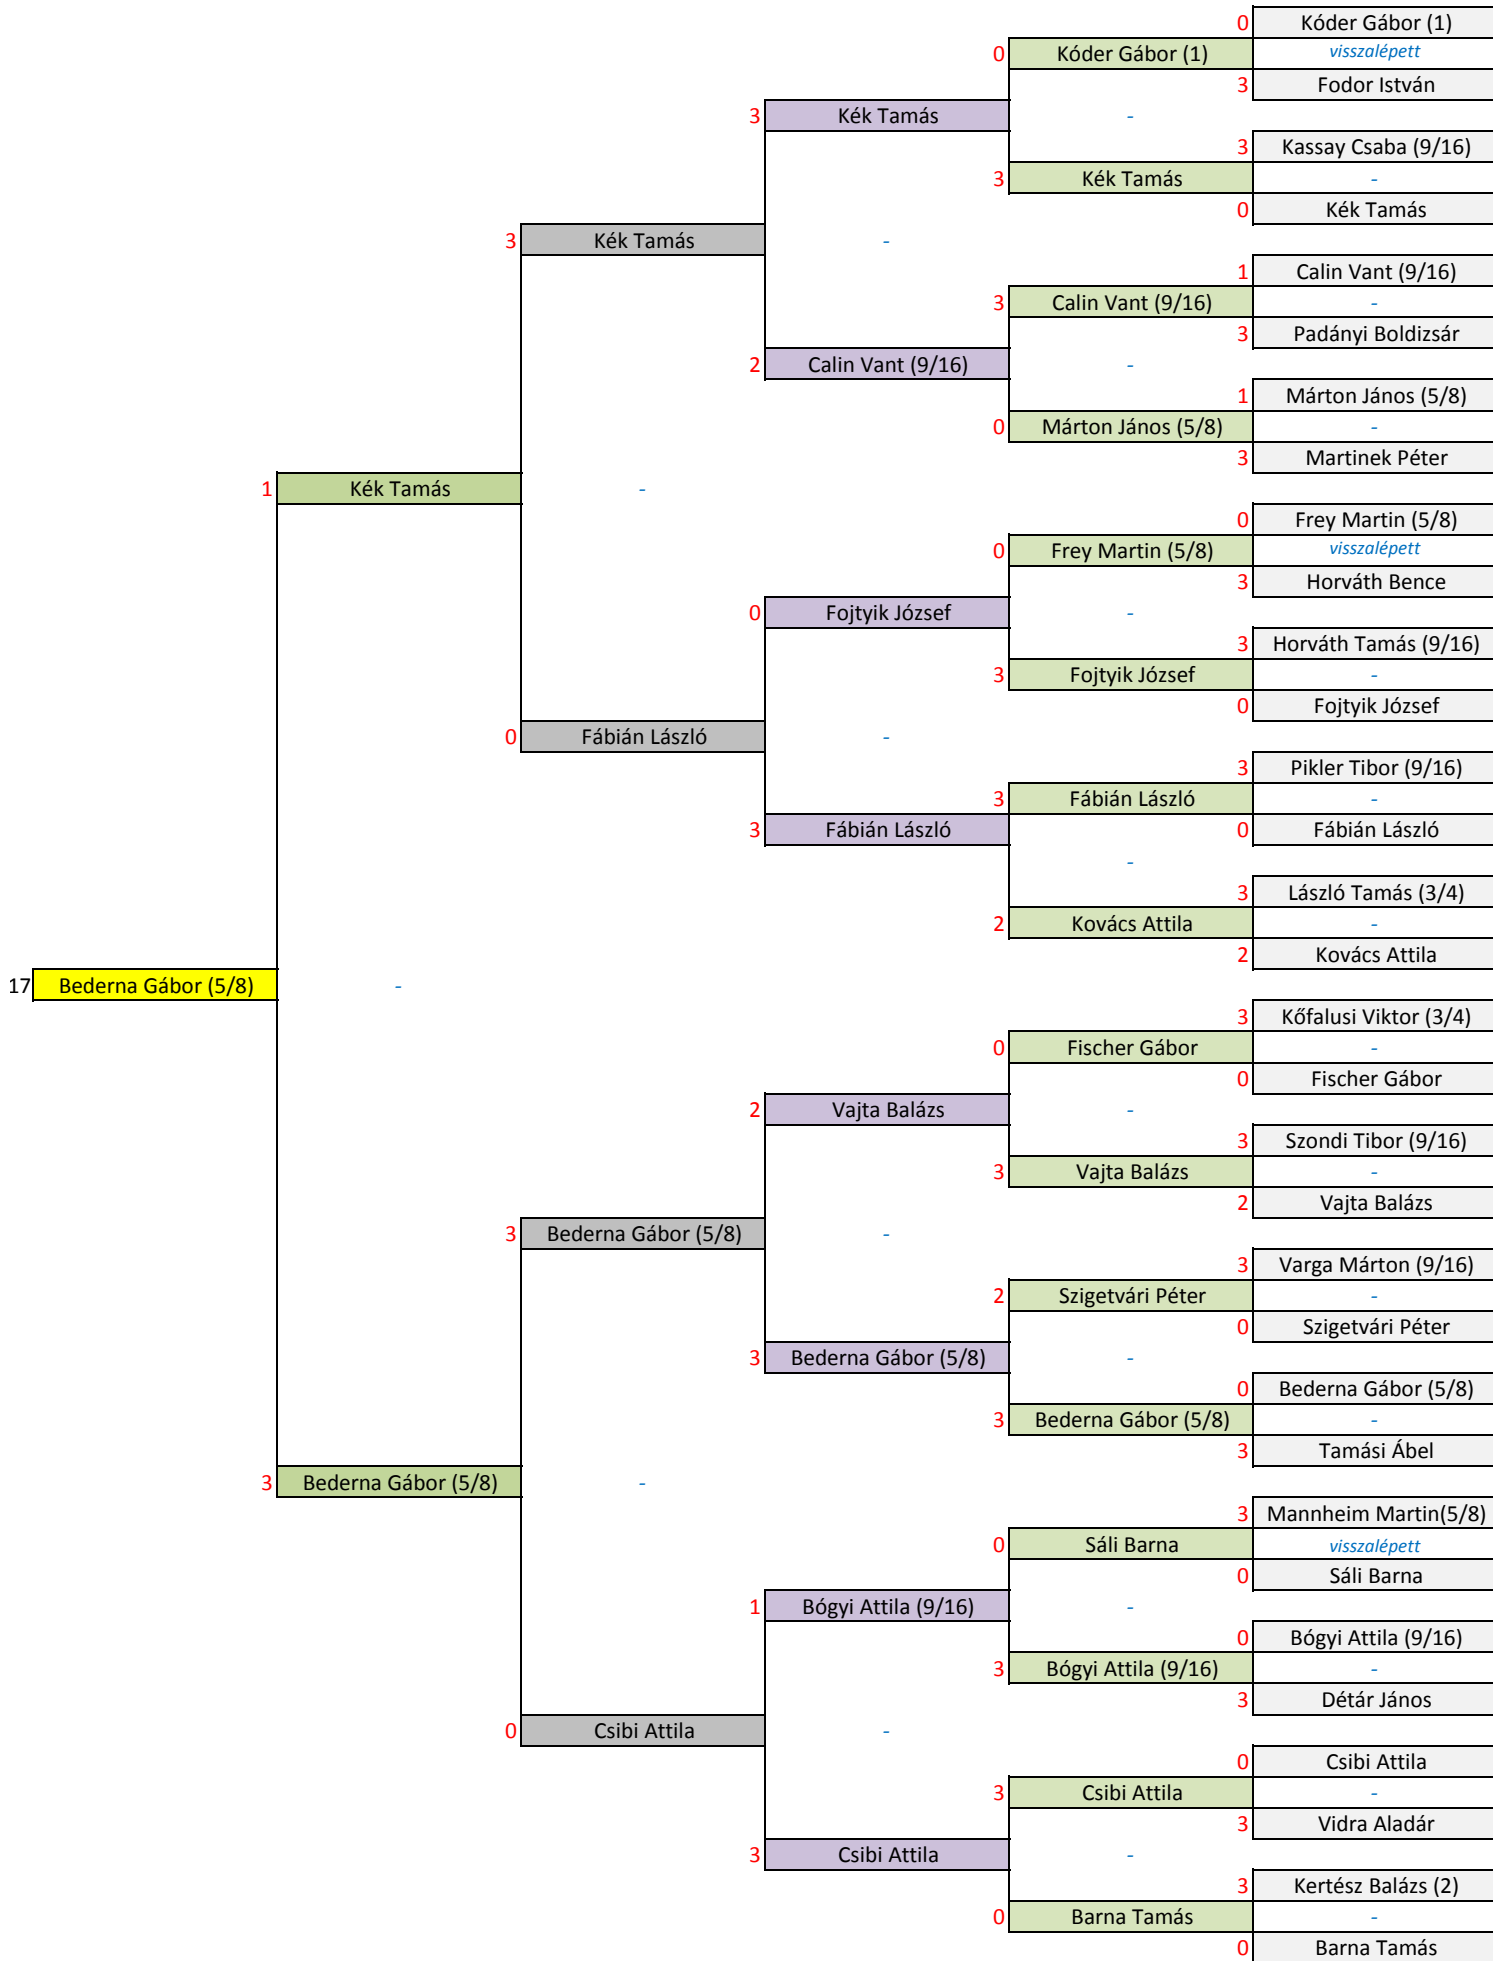 0 Kóder Gábor (1)
0 Kóder Gábor (1) visszalépett
3 Fodor István
3 Kék Tamás -
3 Kassay Csaba (9/16)
3 Kék Tamás -
0 Kék Tamás
3 Kék Tamás -
1 Calin Vant (9/16)
3 Calin Vant (9/16) -
3 Padányi Boldizsár
2 Calin Vant (9/16) -
1 Márton János (5/8)
0 Márton János (5/8) -
3 Martinek Péter
1 Kék Tamás -
0 Frey Martin (5/8)
0 Frey Martin (5/8) visszalépett
3 Horváth Bence
0 Fojtyik József -
3 Horváth Tamás (9/16)
3 Fojtyik József -
0 Fojtyik József
0 Fábián László -
3 Pikler Tibor (9/16)
3 Fábián László -
3 Fábián László 0 Fábián László
-
3 László Tamás (3/4)
2 Kovács Attila -
2 Kovács Attila
17 Bederna Gábor (5/8) -
3 Kőfalusi Viktor (3/4)
0 Fischer Gábor -
0 Fischer Gábor
2 Vajta Balázs -
3 Szondi Tibor (9/16)
3 Vajta Balázs -
2 Vajta Balázs
3 Bederna Gábor (5/8) -
3 Varga Márton (9/16)
2 Szigetvári Péter -
0 Szigetvári Péter
3 Bederna Gábor (5/8) -
0 Bederna Gábor (5/8)
3 Bederna Gábor (5/8) -
3 Tamási Ábel
3 Bederna Gábor (5/8) -
3 Mannheim Martin(5/8)
0 Sáli Barna visszalépett
0 Sáli Barna
1 Bógyi Attila (9/16) -
0 Bógyi Attila (9/16)
3 Bógyi Attila (9/16) -
3 Détár János
0 Csibi Attila -
0 Csibi Attila
3 Csibi Attila -
3 Vidra Aladár
3 Csibi Attila -
3 Kertész Balázs (2)
0 Barna Tamás -
0 Barna Tamás